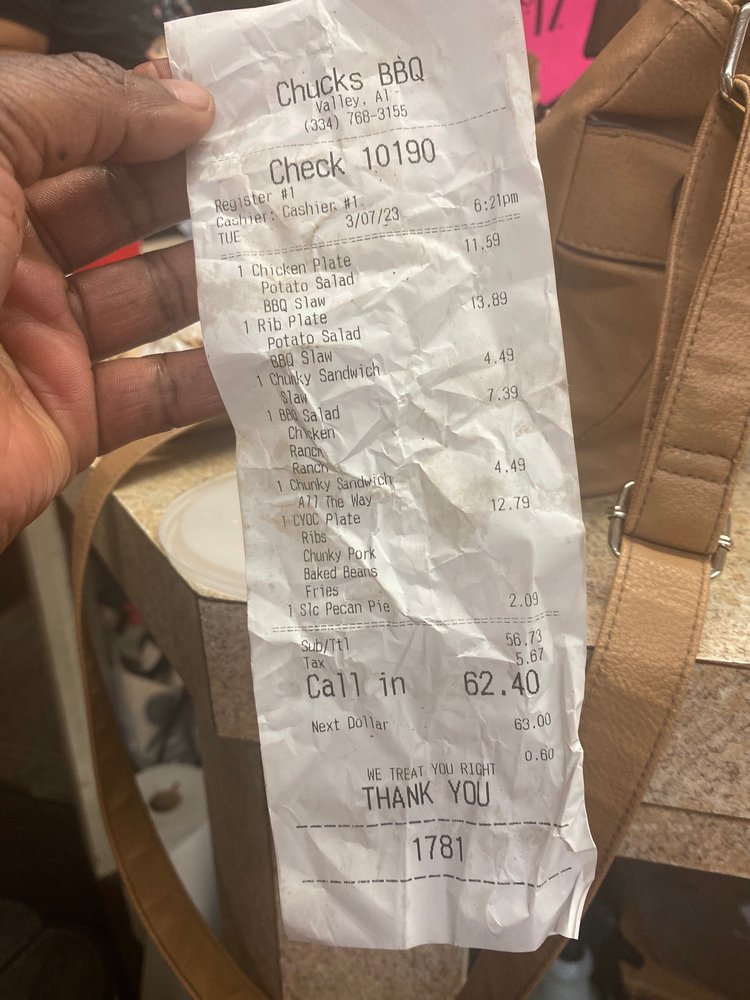 Chucks BBQ
Valley, Al
(334) 768-3155
Check 10190
Register #1
Cashier: Cashier #1 6:21pm
TUE 3/07/23
1 Chicken Plate 11.59
Potato Salad
BBQ Slaw
1 Rib Plate 13.89
Potato Salad
BBQ Slaw
1 Chunky Sandwich 4.49
Slaw
1 BBQ Salad 7.39
Chicken
Ranch
Ranch
1 Chunky Sandwich 4.49
All The Way
1 CYOC Plate 12.79
Ribs
Chunky Pork
Baked Beans
Fries
1 Slc Pecan Pie 2.09
Sub/Ttl 56.73
Tax 5.67
Call in 62.40
Next Dollar 63.00
0.60
WE TREAT YOU RIGHT
THANK YOU
1781